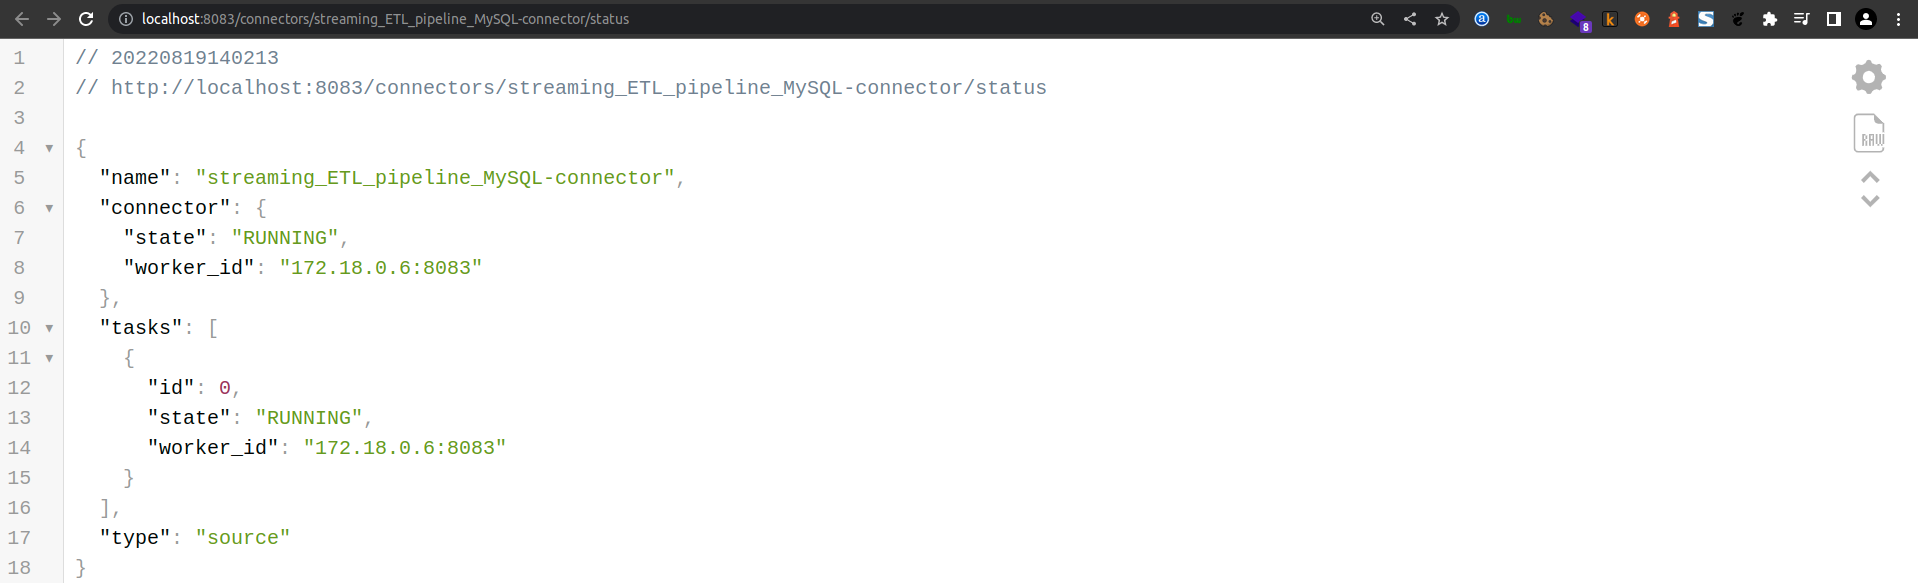 localhost:8083/connectors/streaming_ETL_pipeline_MySQL-connector/status
bw
8
k
S
1 // 20220819140213
2 // http://localhost:8083/connectors/streaming_ETL_pipeline_MySQL-connector/status
3
4 {
5 "name": "streaming_ETL_pipeline_MySQL-connector",
6 "connector": {
7 "state": "RUNNING",
8 "worker_id": "172.18.0.6:8083"
9 },
10 "tasks": [
11 {
12 "id": 0,
13 "state": "RUNNING",
14 "worker_id": "172.18.0.6:8083"
15 }
16 ],
17 "type": "source"
18 }
RAW